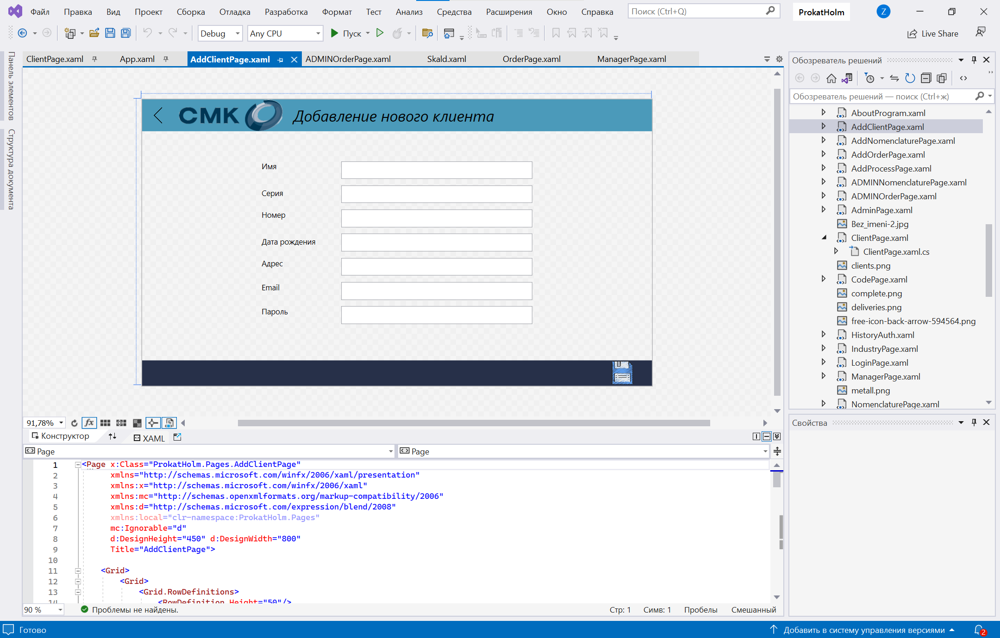 Файл Правка Вид Проект Сборка Отладка Разработка Формат Тест Анализ Средства Расширения Окно Справка Поиск (Ctrl+Q) ProkatHolm Z
Debug Any CPU Пуск Live Share
Панель элементов
Структура документа
ClientPage.xaml App.xaml AddClientPage.xaml ADMINOrderPage.xaml Skald.xaml OrderPage.xaml ManagerPage.xaml
СМК Добавление нового клиента
Имя
Серия
Номер
Дата рождения
Адрес
Email
Пароль
91,78%
Конструктор XAML
Page Page
1 <Page x:Class="ProkatHolm.Pages.AddClientPage"
2 xmlns="http://schemas.microsoft.com/winfx/2006/xaml/presentation"
3 xmlns:x="http://schemas.microsoft.com/winfx/2006/xaml"
4 xmlns:mc="http://schemas.openxmlformats.org/markup-compatibility/2006"
5 xmlns:d="http://schemas.microsoft.com/expression/blend/2008"
6 xmlns:local="clr-namespace:ProkatHolm.Pages"
7 mc:Ignorable="d"
8 d:DesignHeight="450" d:DesignWidth="800"
9 Title="AddClientPage">
10
11 <Grid>
12 <Grid>
13 <Grid.RowDefinitions>
14 <RowDefinition Height="50"/>
90 % Проблемы не найдены. Стр: 1 Симв: 1 Пробелы Смешанный
Обозреватель решений
Обозреватель решений — поиск (Ctrl+ж)
AboutProgram.xaml
AddClientPage.xaml
AddNomenclaturePage.xaml
AddOrderPage.xaml
AddProcessPage.xaml
ADMINNomenclaturePage.xaml
ADMINOrderPage.xaml
AdminPage.xaml
Bez_imeni-2.jpg
ClientPage.xaml
ClientPage.xaml.cs
clients.png
CodePage.xaml
complete.png
deliveries.png
free-icon-back-arrow-594564.png
HistoryAuth.xaml
IndustryPage.xaml
LoginPage.xaml
ManagerPage.xaml
metall.png
NomenclaturePage.xaml
Свойства
Готово Добавить в систему управления версиями 2